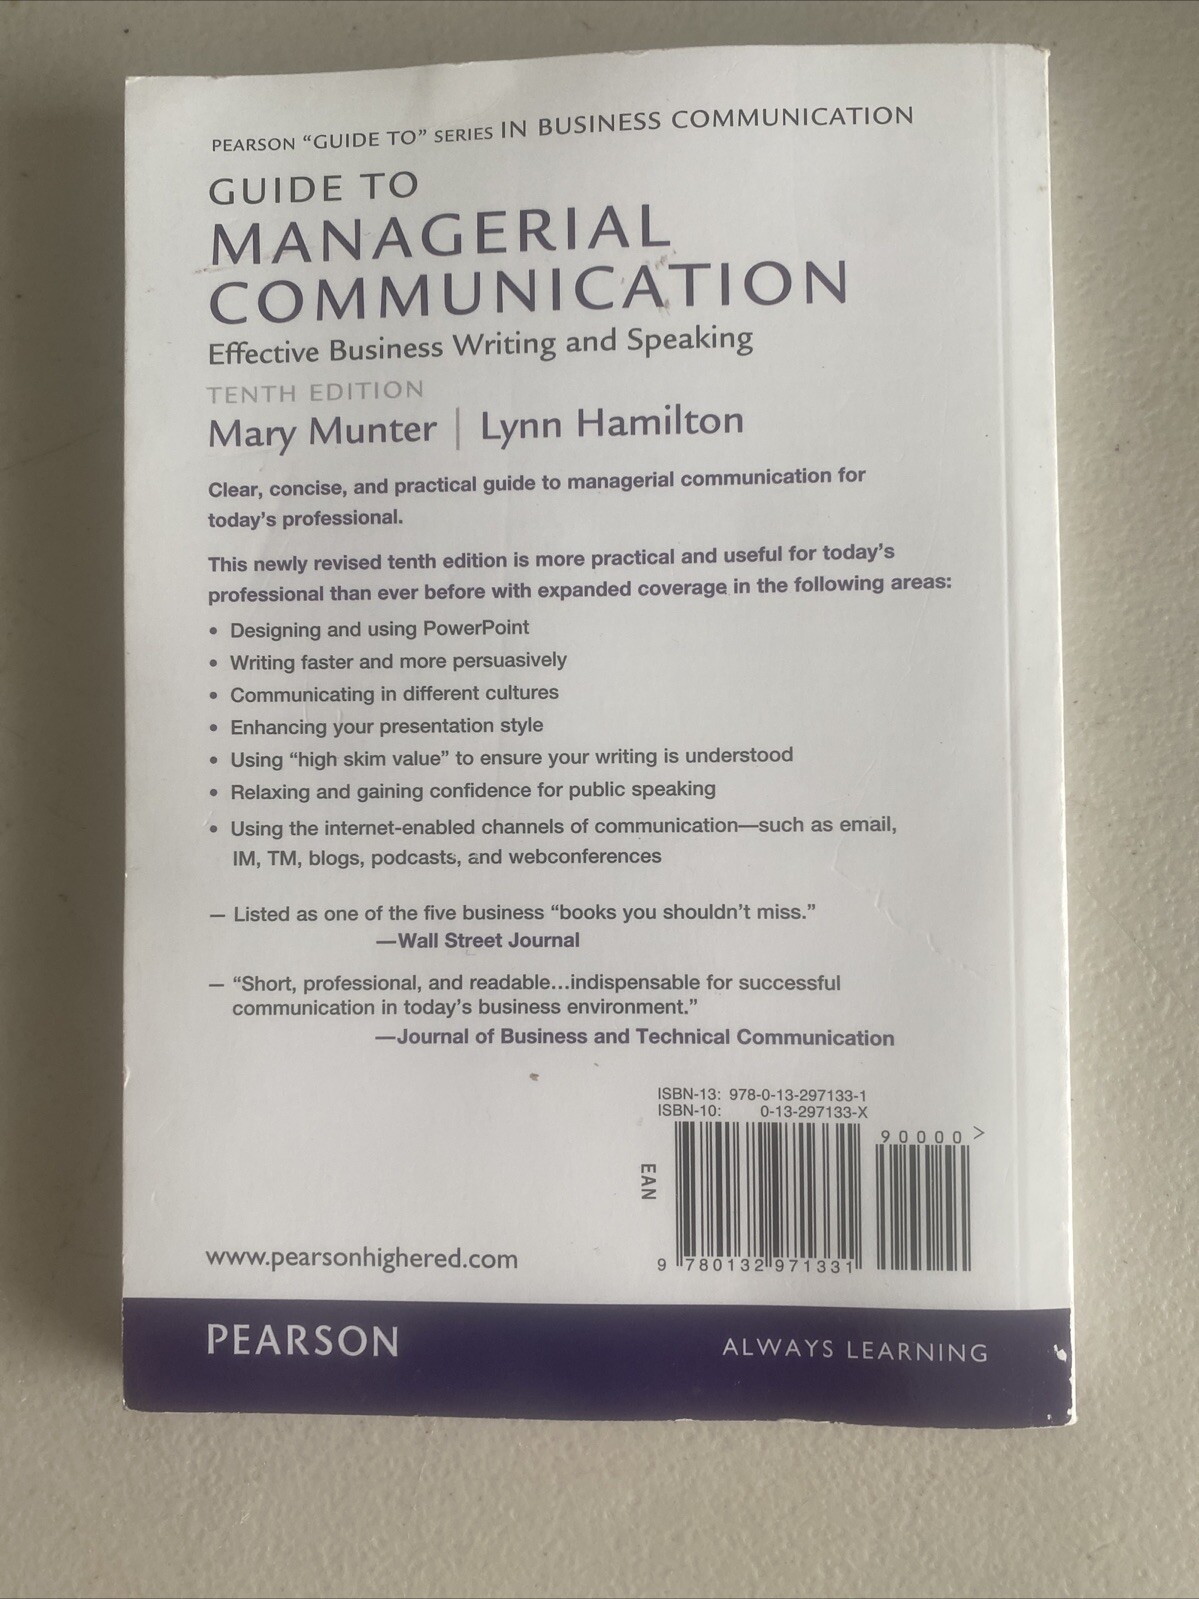 PEARSON “GUIDE TO” SERIES IN BUSINESS COMMUNICATION
GUIDE TO
MANAGERIAL
COMMUNICATION
Effective Business Writing and Speaking
TENTH EDITION
Mary Munter | Lynn Hamilton
Clear, concise, and practical guide to managerial communication for
today’s professional.
This newly revised tenth edition is more practical and useful for today’s
professional than ever before with expanded coverage in the following areas:
• Designing and using PowerPoint
• Writing faster and more persuasively
• Communicating in different cultures
• Enhancing your presentation style
• Using “high skim value” to ensure your writing is understood
• Relaxing and gaining confidence for public speaking
• Using the internet-enabled channels of communication—such as email,
IM, TM, blogs, podcasts, and webconferences
— Listed as one of the five business “books you shouldn’t miss.”
—Wall Street Journal
— “Short, professional, and readable...indispensable for successful
communication in today’s business environment.”
—Journal of Business and Technical Communication
ISBN-13: 978-0-13-297133-1
ISBN-10: 0-13-297133-X
90000>
EAN
9 780132 971331
www.pearsonhighered.com
PEARSON
ALWAYS LEARNING